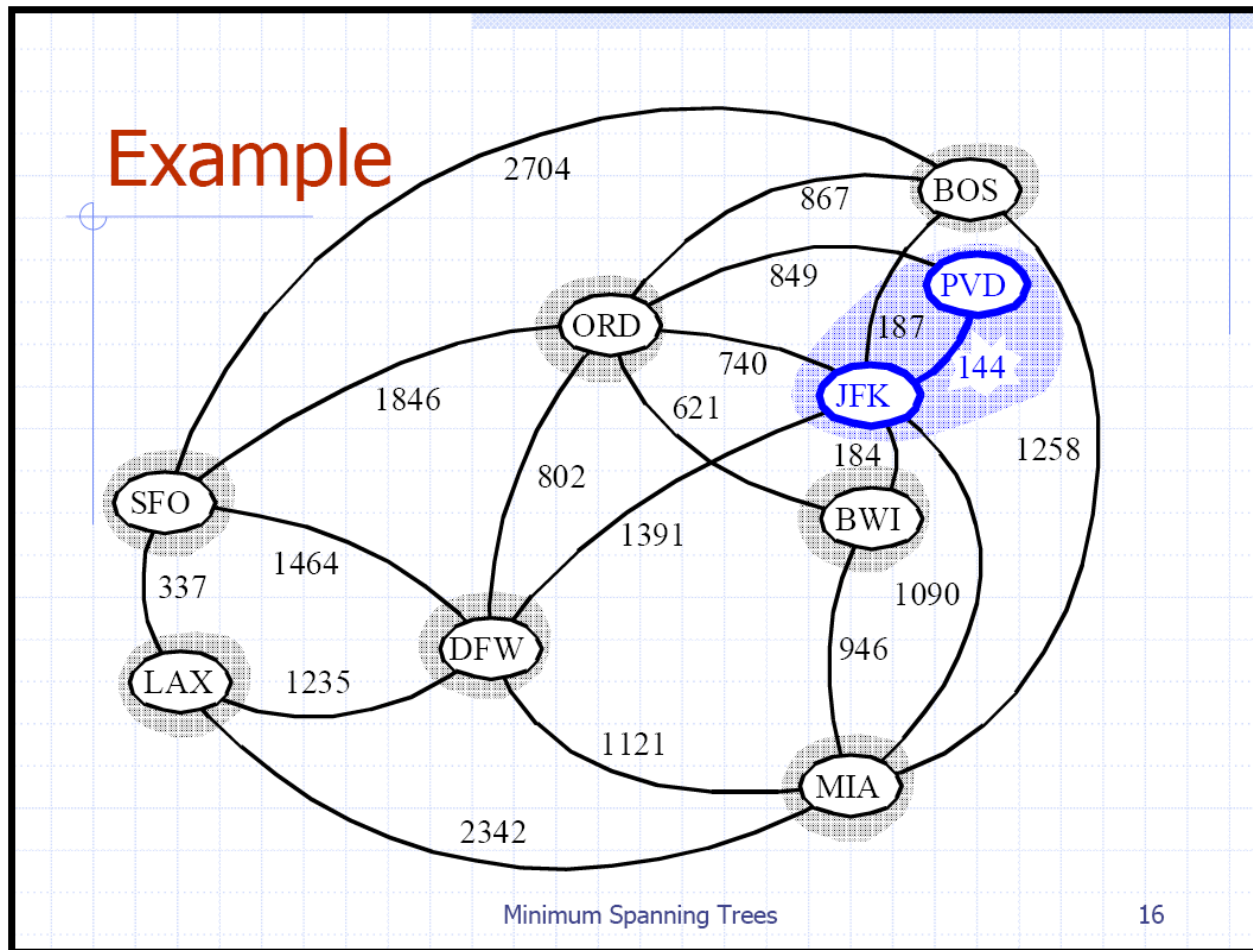 Example
2704
867
BOS
849
PVD
ORD
187
740
144
1846
JFK
621
184
1258
802
SFO
BWI
1391
1464
337
1090
DFW
946
LAX
1235
1121
MIA
2342
Minimum Spanning Trees
16